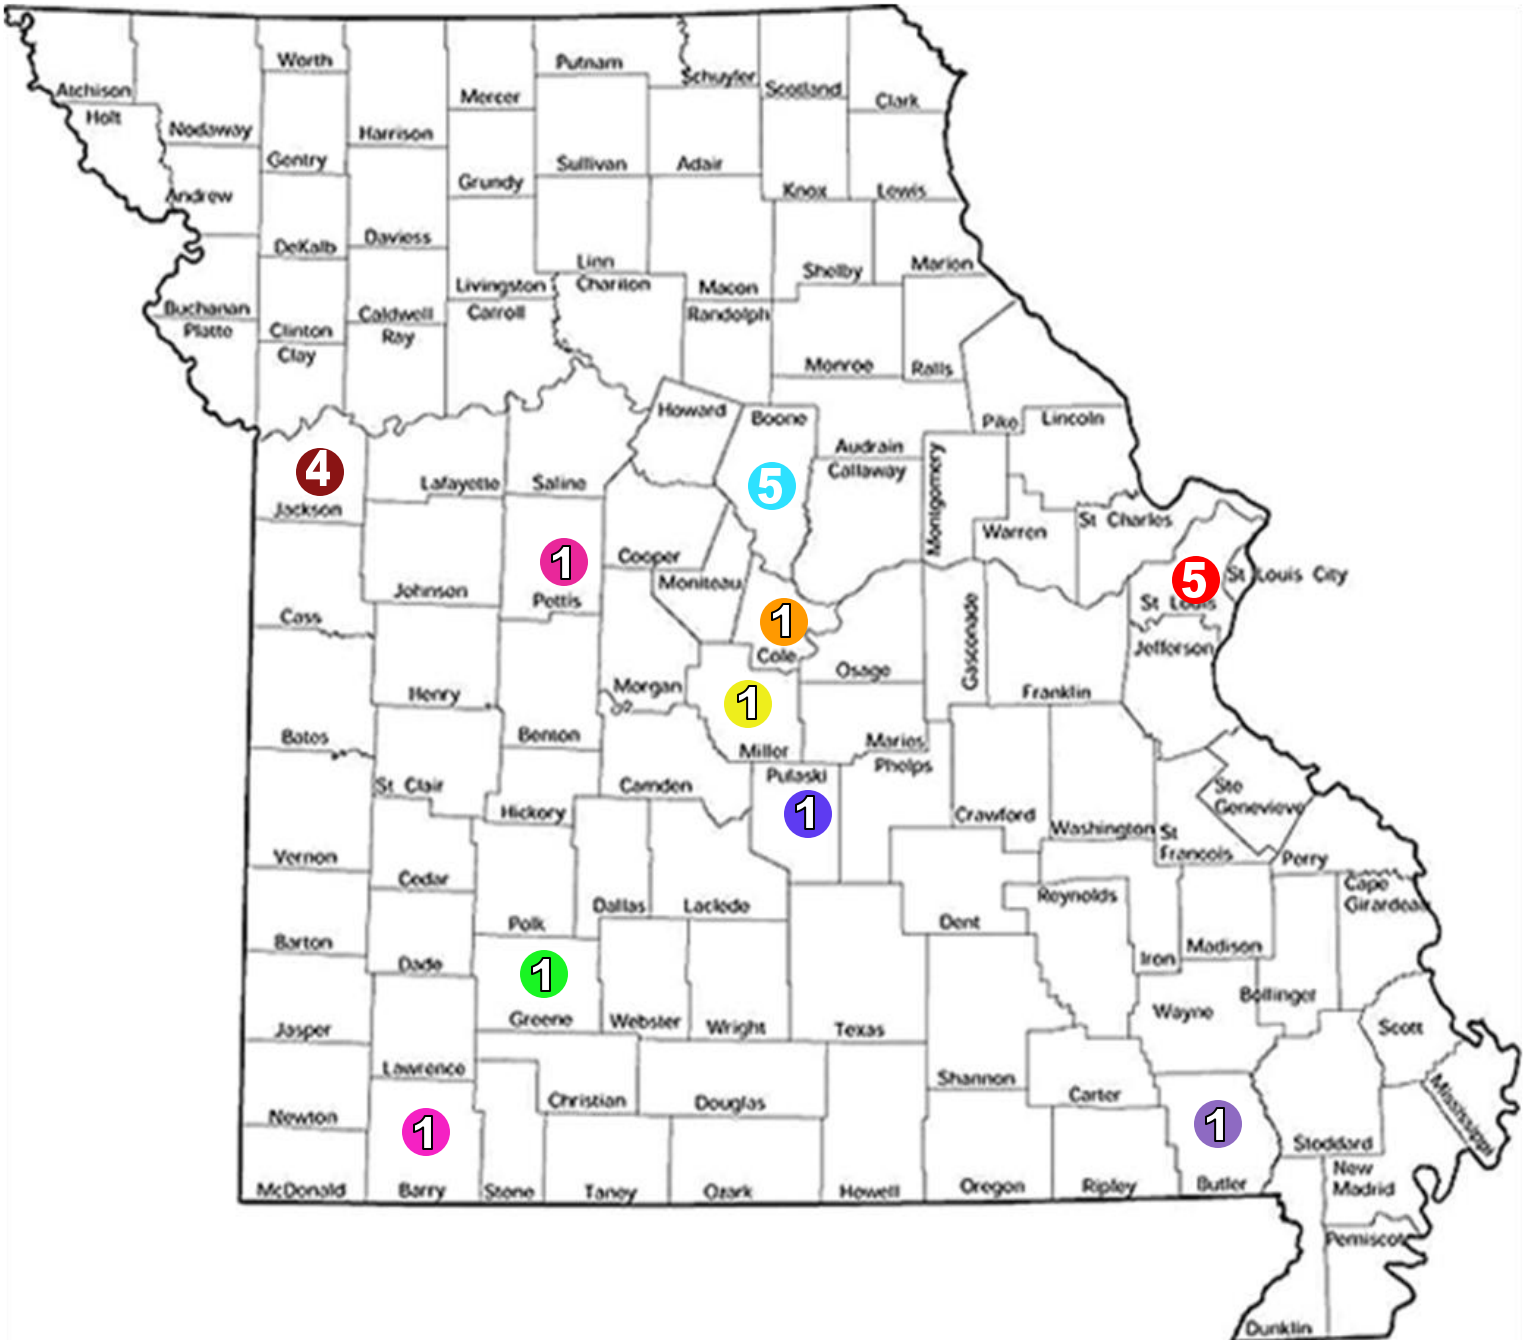 Worth
Putnam
Schuyler
Scotland
Atchison
Mercer
Clark
Holt
Nodaway
Harrison
Gentry
Sullivan
Adair
Grundy
Knox
Lewis
Andrew
DeKalb
Daviess
Linn
Shelby
Marion
Livingston
Chariton
Macon
Buchanan
Caldwell
Carroll
Randolph
Platte
Clinton
Ray
Clay
Monroe
Ralls
Howard
Boone
Pike
Lincoln
Audrain
4
Callaway
5
Lafayette
Saline
Montgomery
Jackson
St Charles
Warren
1
Cooper
Moniteau
5
St Louis City
Johnson
Pettis
St Louis
Cass
1
Gasconade
Jefferson
Cole
Osage
Morgan
Henry
1
Franklin
Bates
Benton
Miller
Maries
Phelps
Pulaski
St Clair
Camden
Ste
Genevieve
Hickory
1
Crawford
Washington
St
Francois
Vernon
Perry
Cedar
Reynolds
Cape
Girardeau
Dallas
Laclede
Polk
Dent
Barton
Madison
Dade
Iron
1
Bollinger
Greene
Webster
Wright
Texas
Wayne
Scott
Jasper
Lawrence
Shannon
Carter
Christian
Douglas
Mississippi
Newton
1
1
Stoddard
McDonald
Barry
Stone
Taney
Ozark
Howell
Oregon
Ripley
Butler
New
Madrid
Pemiscot
Dunklin